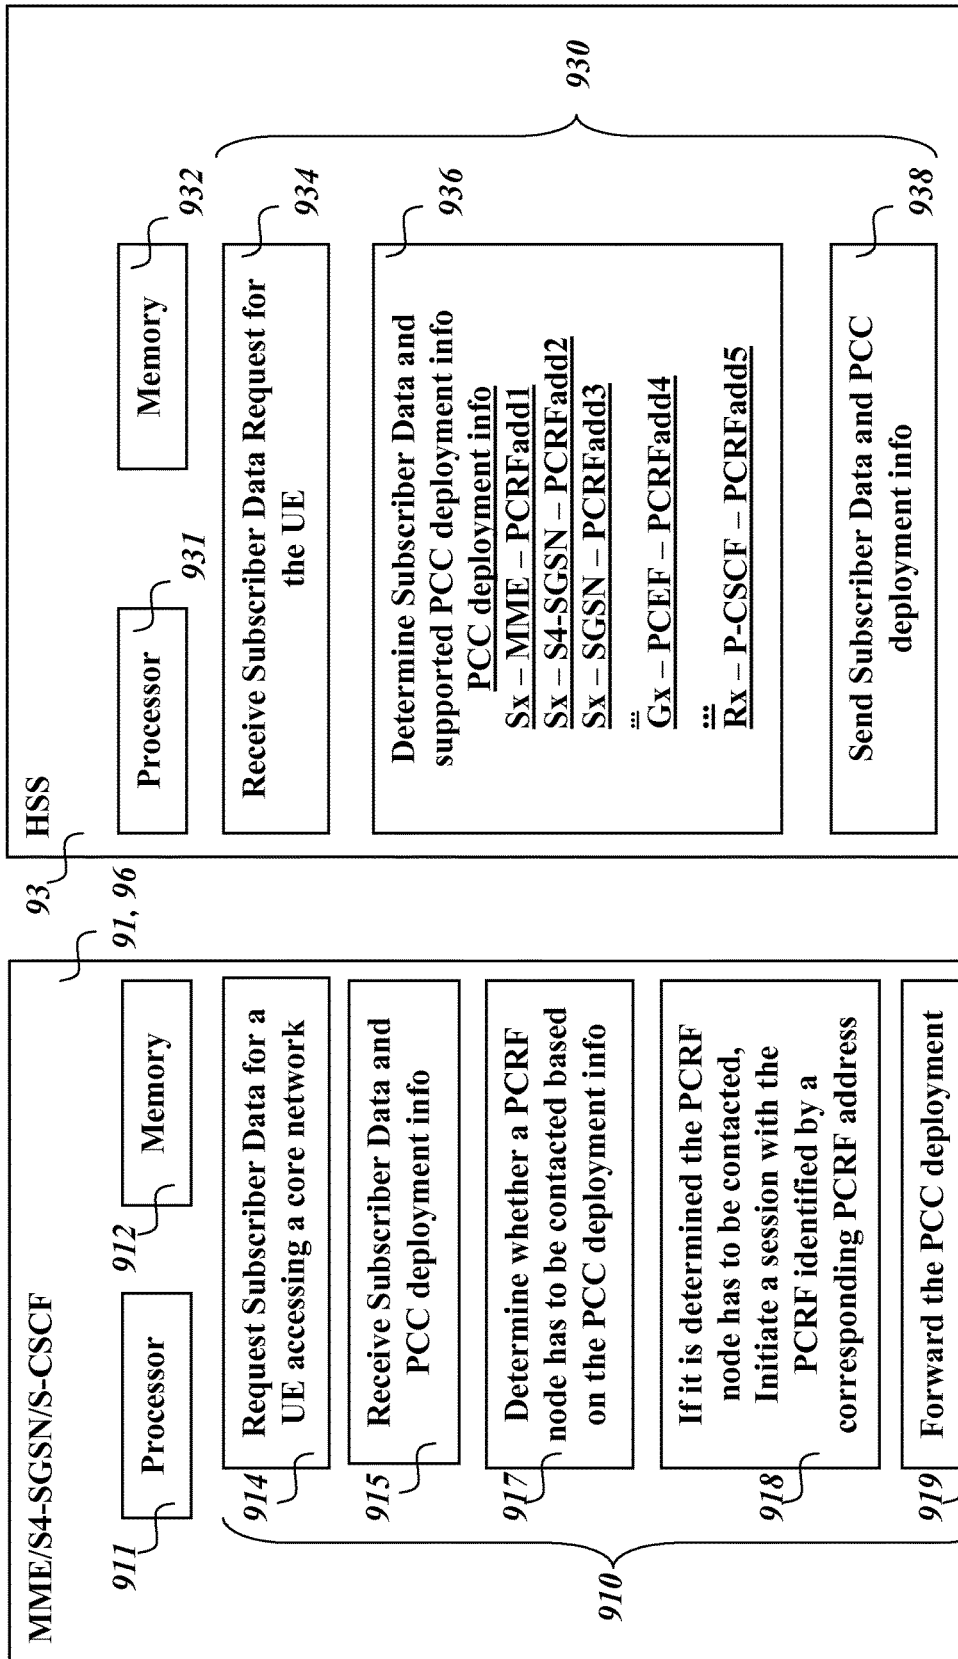 MME/S4-SGSN/S-CSCF
91, 96
911
Processor
912
Memory
914
Request Subscriber Data for a
UE accessing a core network
915
Receive Subscriber Data and
PCC deployment info
917
Determine whether a PCRF
node has to be contacted based
on the PCC deployment info
918
If it is determined the PCRF
node has to be contacted,
Initiate a session with the
PCRF identified by a
corresponding PCRF address
919
Forward the PCC deployment
910
93
HSS
Processor
931
Memory
932
Receive Subscriber Data Request for
the UE
934
Determine Subscriber Data and
supported PCC deployment info
PCC deployment info
Sx – MME – PCRFadd1
Sx – S4-SGSN – PCRFadd2
Sx – SGSN – PCRFadd3
...
Gx – PCEF – PCRFadd4
...
Rx – P-CSCF – PCRFadd5
936
Send Subscriber Data and PCC
deployment info
938
930